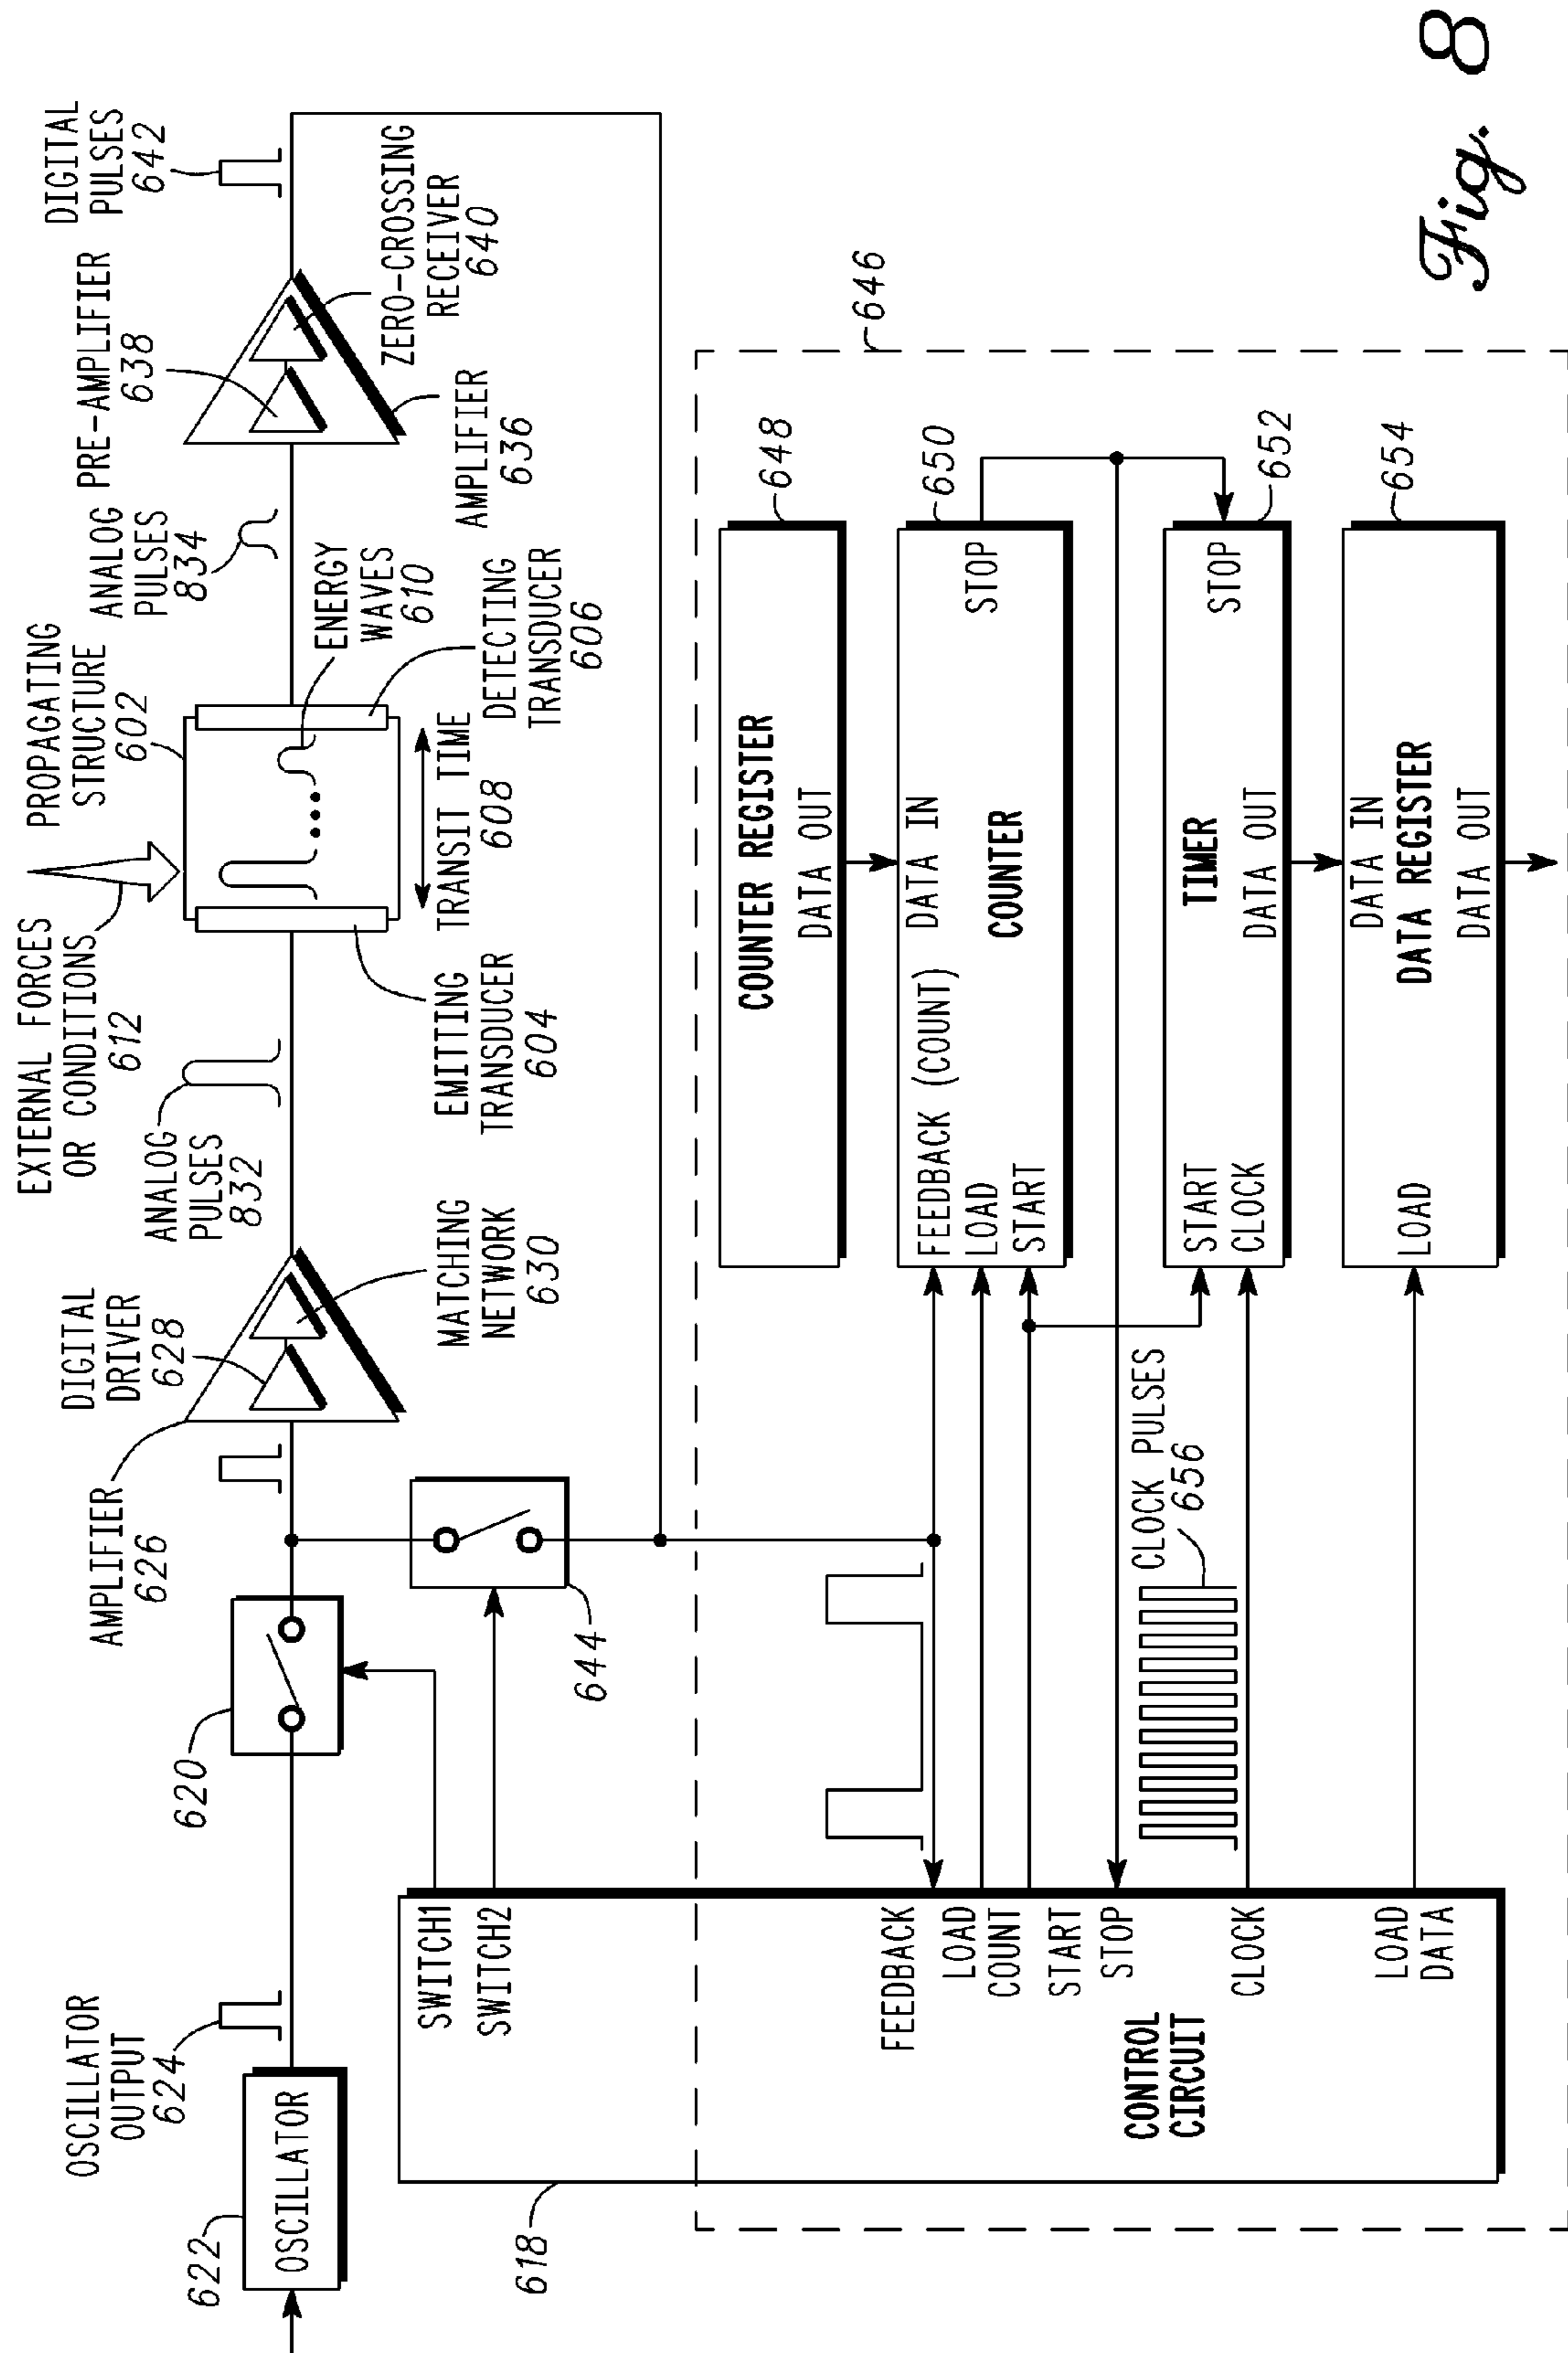 EXTERNAL FORCES
OR CONDITIONS
612
PROPAGATING
STRUCTURE
602
OSCILLATOR
OUTPUT
624
622
OSCILLATOR
620
AMPLIFIER
626
DIGITAL
DRIVER
628
MATCHING
NETWORK
630
ANALOG
PULSES
832
EMITTING
TRANSDUCER
604
TRANSIT TIME
608
ENERGY
WAVES
610
DETECTING
TRANSDUCER
606
ANALOG
PULSES
834
PRE-AMPLIFIER
638
AMPLIFIER
636
ZERO-CROSSING
RECEIVER
640
DIGITAL
PULSES
642
644
646
618
SWITCH1
SWITCH2
FEEDBACK
LOAD
COUNT
START
STOP
CLOCK
LOAD
DATA
CONTROL
CIRCUIT
CLOCK PULSES
656
COUNTER REGISTER
DATA OUT
648
FEEDBACK (COUNT)
DATA IN
LOAD
START
COUNTER
STOP
650
TIMER
START
CLOCK
DATA OUT
STOP
652
DATA IN
LOAD
DATA REGISTER
DATA OUT
654
Fig. 8